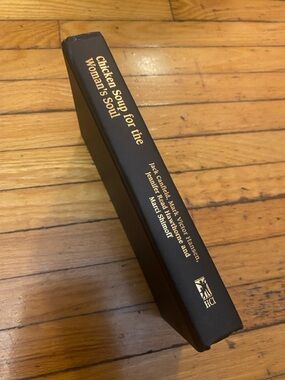 Chicken Soup for the
Woman's Soul
Jack Canfield, Mark Victor Hansen,
Jennifer Read Hawthorne and
Marci Shimoff
HCI